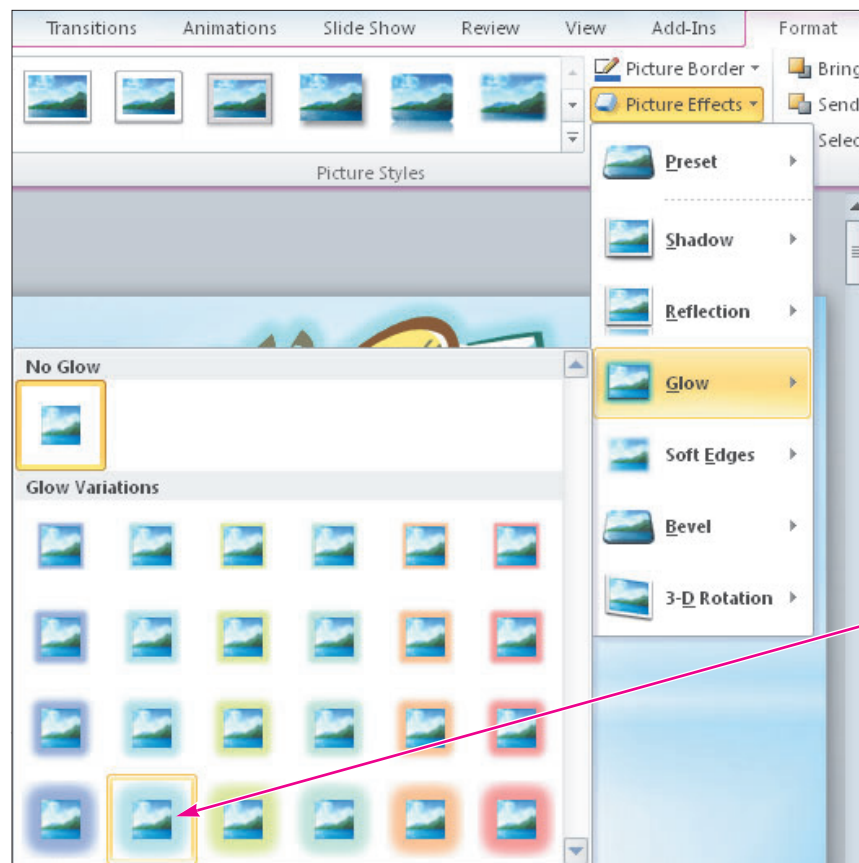 Transitions Animations Slide Show Review View Add-Ins Format
Picture Border
Picture Effects
Picture Styles
Preset
Shadow
Reflection
Glow
Soft Edges
Bevel
3-D Rotation
No Glow
Glow Variations
Send